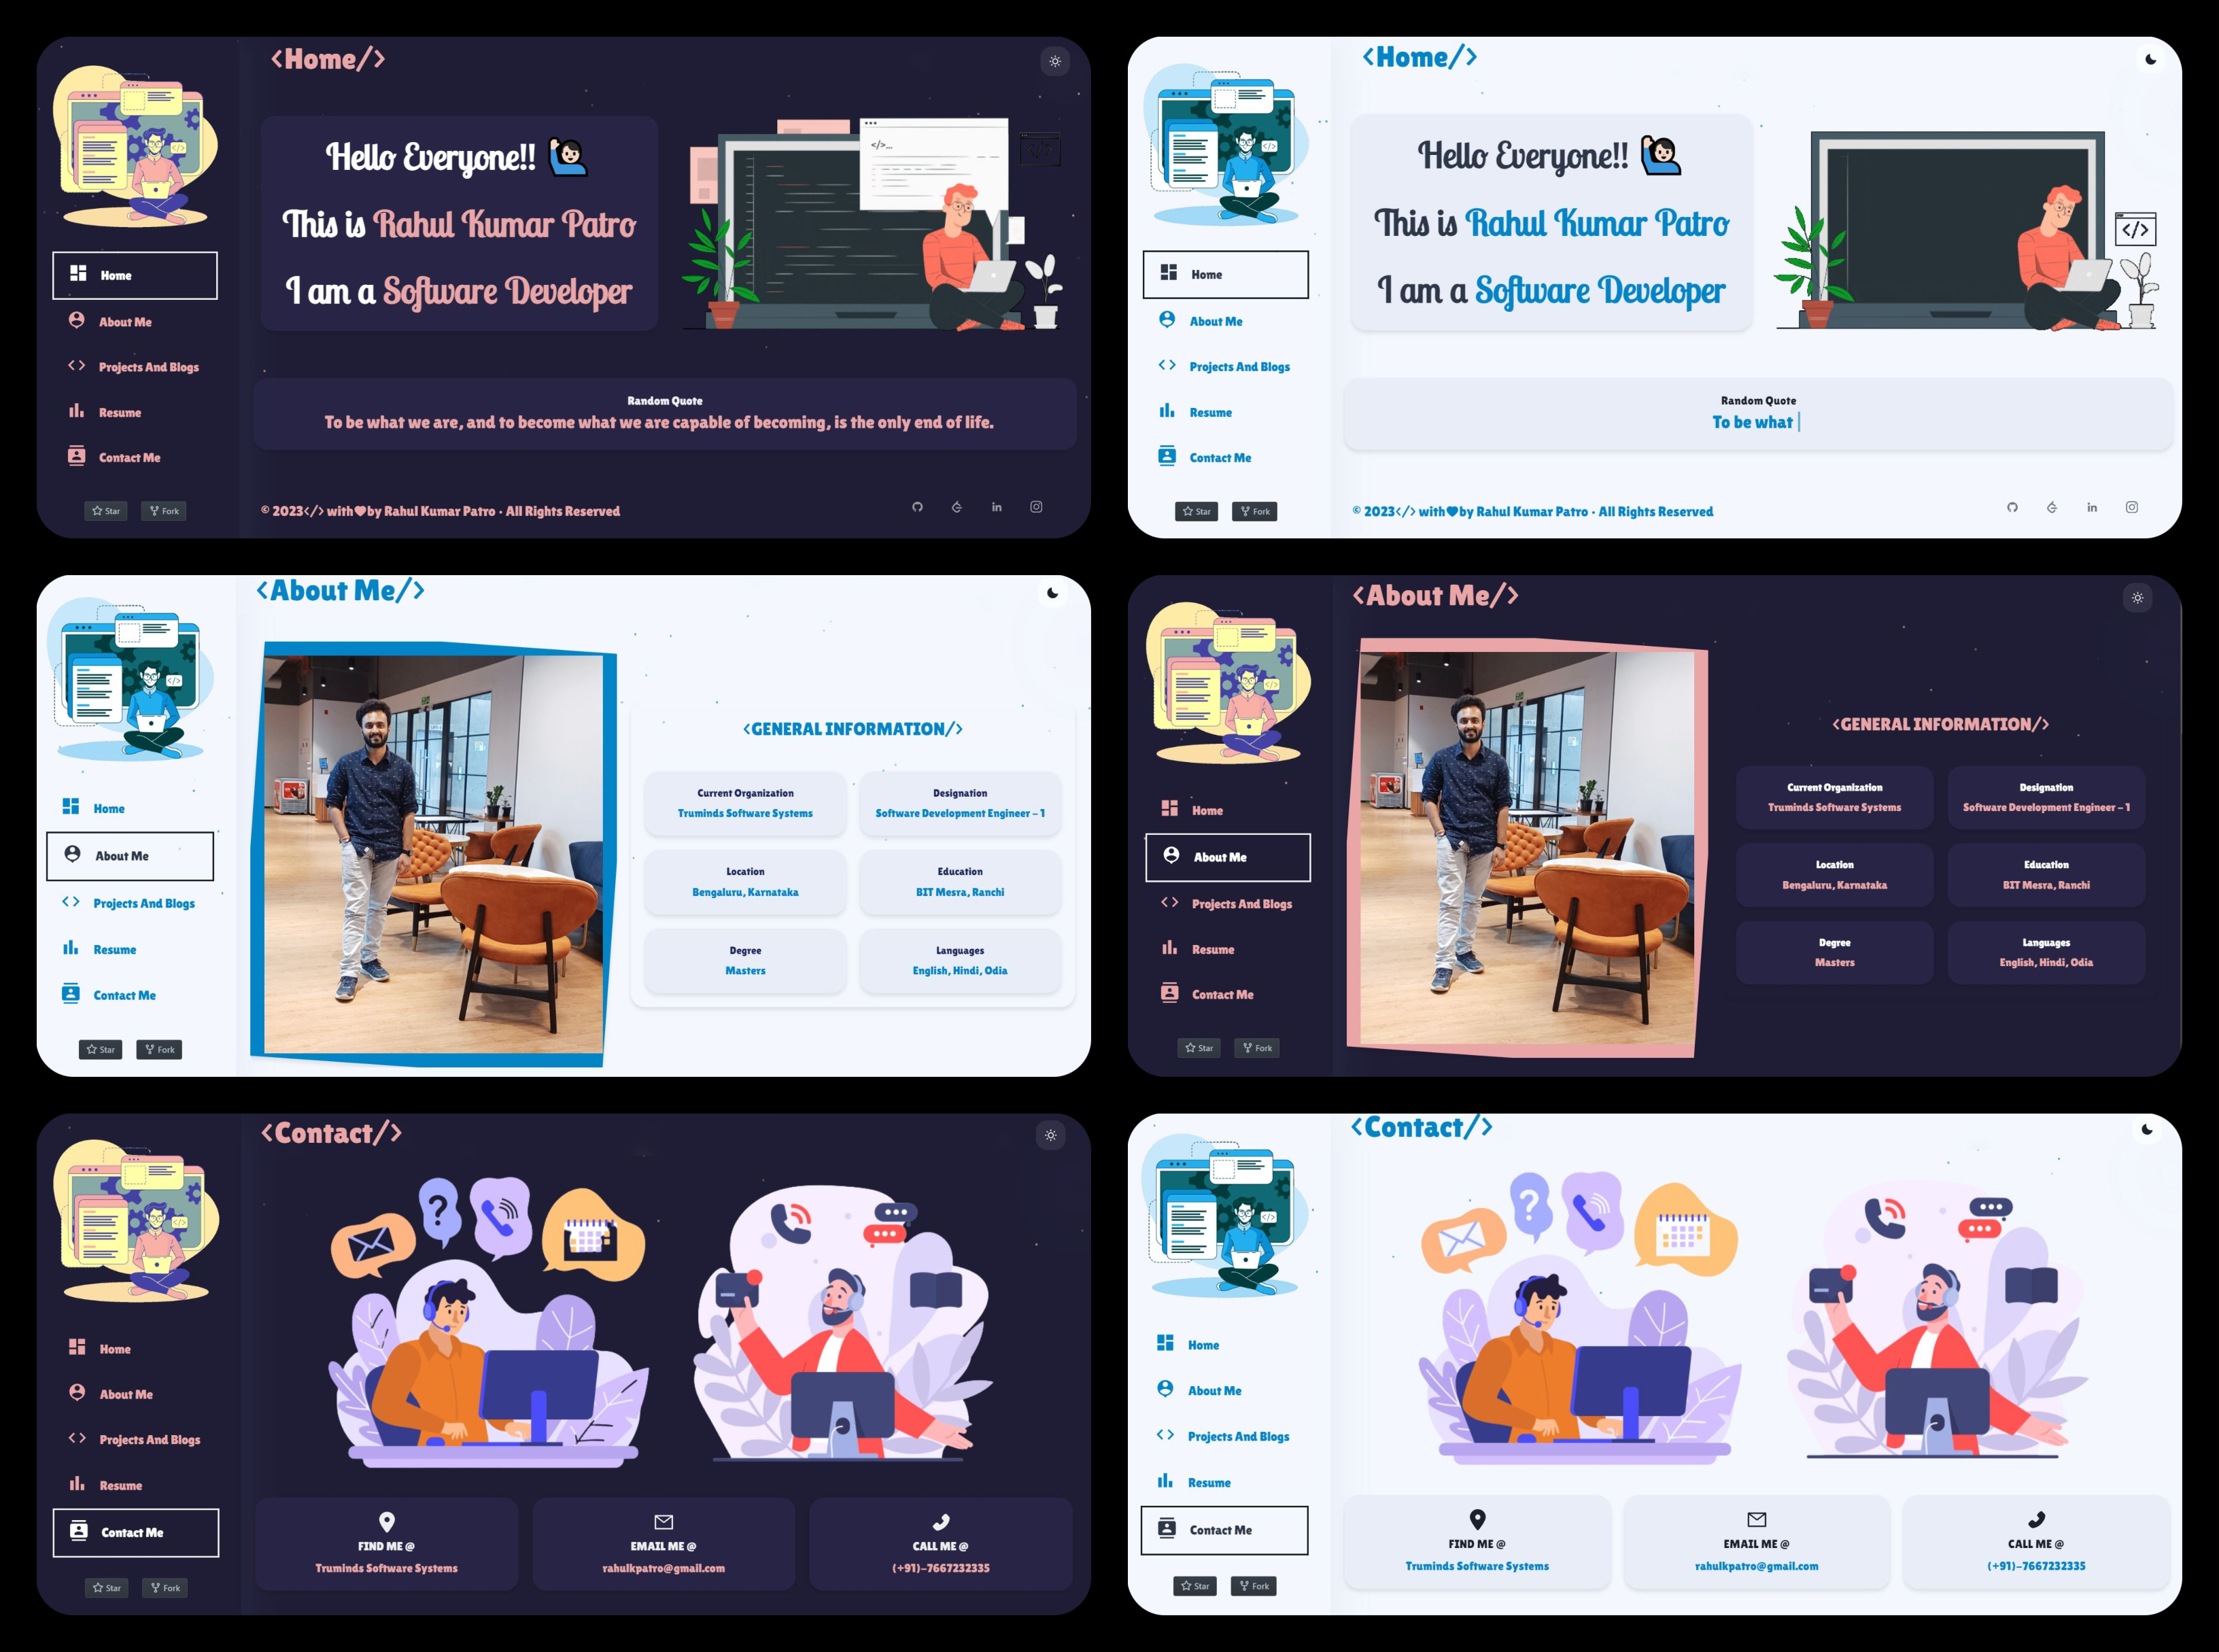 <Home/>
Hello Everyone!!
This is Rahul Kumar Patro
I am a Software Developer
</>...
</>
Home
About Me
Projects And Blogs
Resume
Contact Me
Star Fork
Random Quote
To be what we are, and to become what we are capable of becoming, is the only end of life.
© 2023</> with by Rahul Kumar Patro · All Rights Reserved
in
<Home/>
Hello Everyone!!
This is Rahul Kumar Patro
I am a Software Developer
</>
</>
Home
About Me
Projects And Blogs
Resume
Contact Me
Star Fork
Random Quote
To be what
© 2023</> with by Rahul Kumar Patro · All Rights Reserved
in
<About Me/>
</>
Home
About Me
Projects And Blogs
Resume
Contact Me
Star Fork
<GENERAL INFORMATION/>
Current Organization
Truminds Software Systems
Designation
Software Development Engineer - 1
Location
Bengaluru, Karnataka
Education
BIT Mesra, Ranchi
Degree
Masters
Languages
English, Hindi, Odia
<About Me/>
</>
Home
About Me
Projects And Blogs
Resume
Contact Me
Star Fork
<GENERAL INFORMATION/>
Current Organization
Truminds Software Systems
Designation
Software Development Engineer - 1
Location
Bengaluru, Karnataka
Education
BIT Mesra, Ranchi
Degree
Masters
Languages
English, Hindi, Odia
<Contact/>
</>
?
Home
About Me
Projects And Blogs
Resume
Contact Me
Star Fork
FIND ME @
Truminds Software Systems
EMAIL ME @
rahulkpatro@gmail.com
CALL ME @
(+91)-7667232335
<Contact/>
</>
?
Home
About Me
Projects And Blogs
Resume
Contact Me
Star Fork
FIND ME @
Truminds Software Systems
EMAIL ME @
rahulkpatro@gmail.com
CALL ME @
(+91)-7667232335